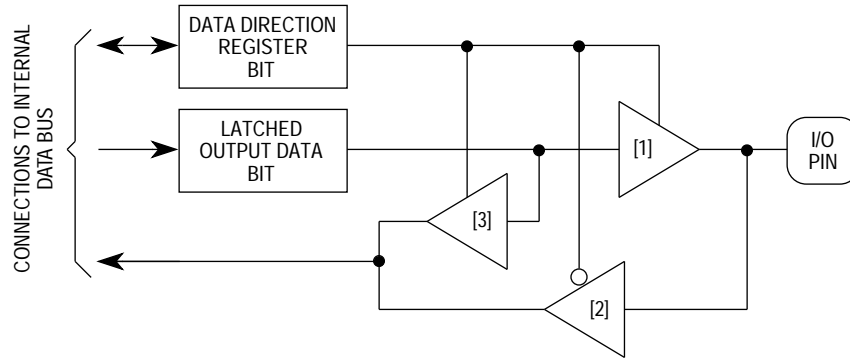 CONNECTIONS TO INTERNAL
DATA BUS
DATA DIRECTION
REGISTER
BIT
LATCHED
OUTPUT DATA
BIT
[1]
I/O
PIN
[3]
[2]